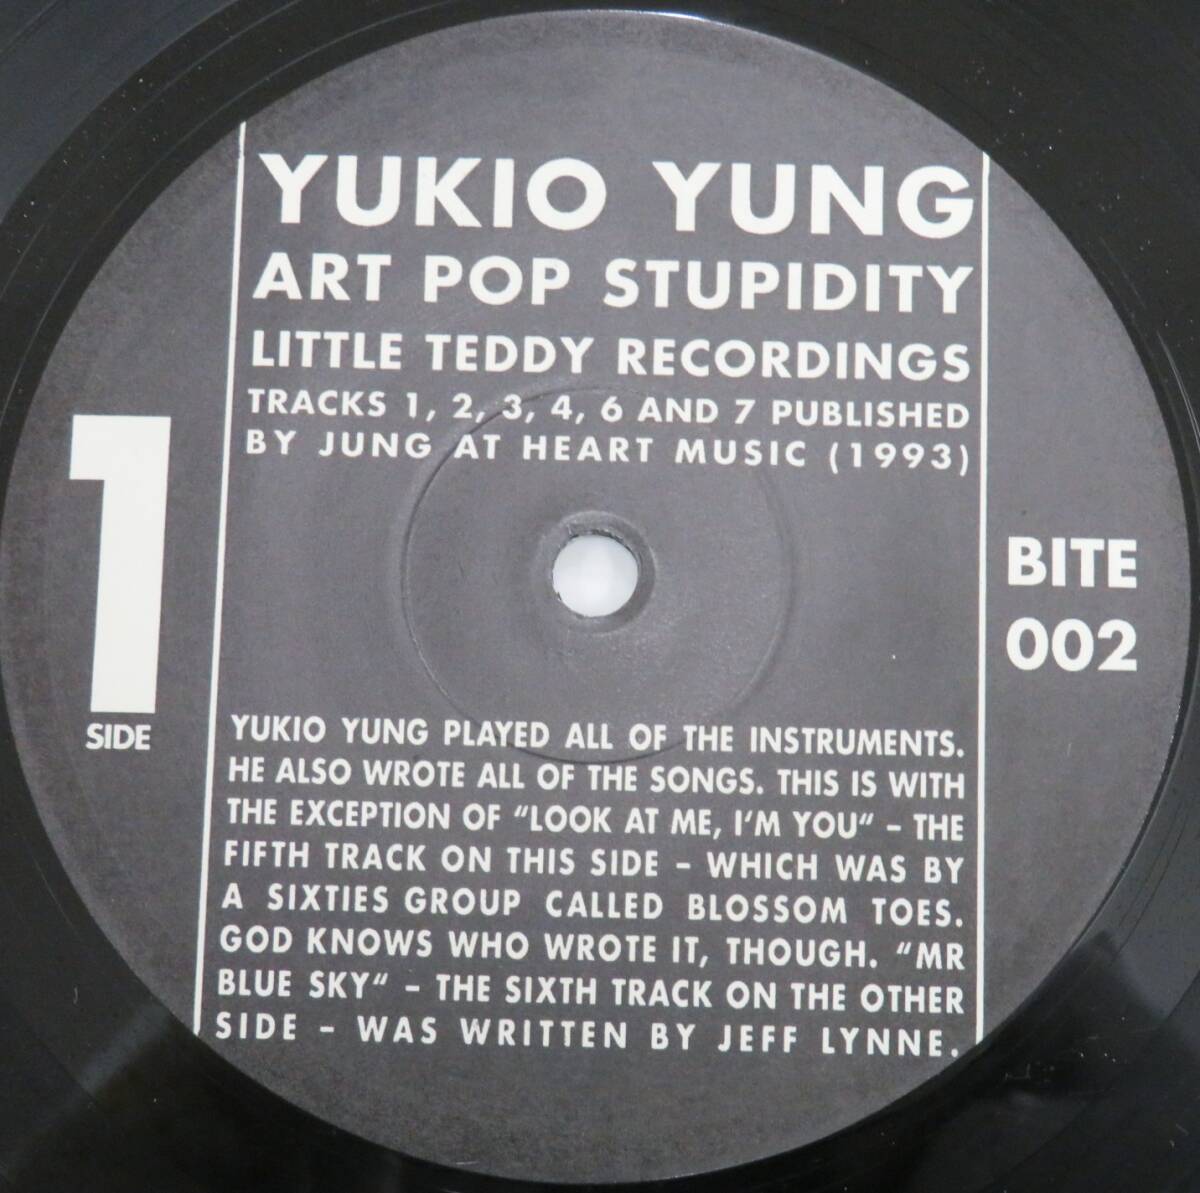 YUKIO YUNG
ART POP STUPIDITY
LITTLE TEDDY RECORDINGS
TRACKS 1, 2, 3, 4, 6 AND 7 PUBLISHED
BY JUNG AT HEART MUSIC (1993)
1
SIDE
BITE
002
YUKIO YUNG PLAYED ALL OF THE INSTRUMENTS.
HE ALSO WROTE ALL OF THE SONGS. THIS IS WITH
THE EXCEPTION OF "LOOK AT ME, I'M YOU" – THE
FIFTH TRACK ON THIS SIDE – WHICH WAS BY
A SIXTIES GROUP CALLED BLOSSOM TOES.
GOD KNOWS WHO WROTE IT, THOUGH. "MR
BLUE SKY" – THE SIXTH TRACK ON THE OTHER
SIDE – WAS WRITTEN BY JEFF LYNNE.